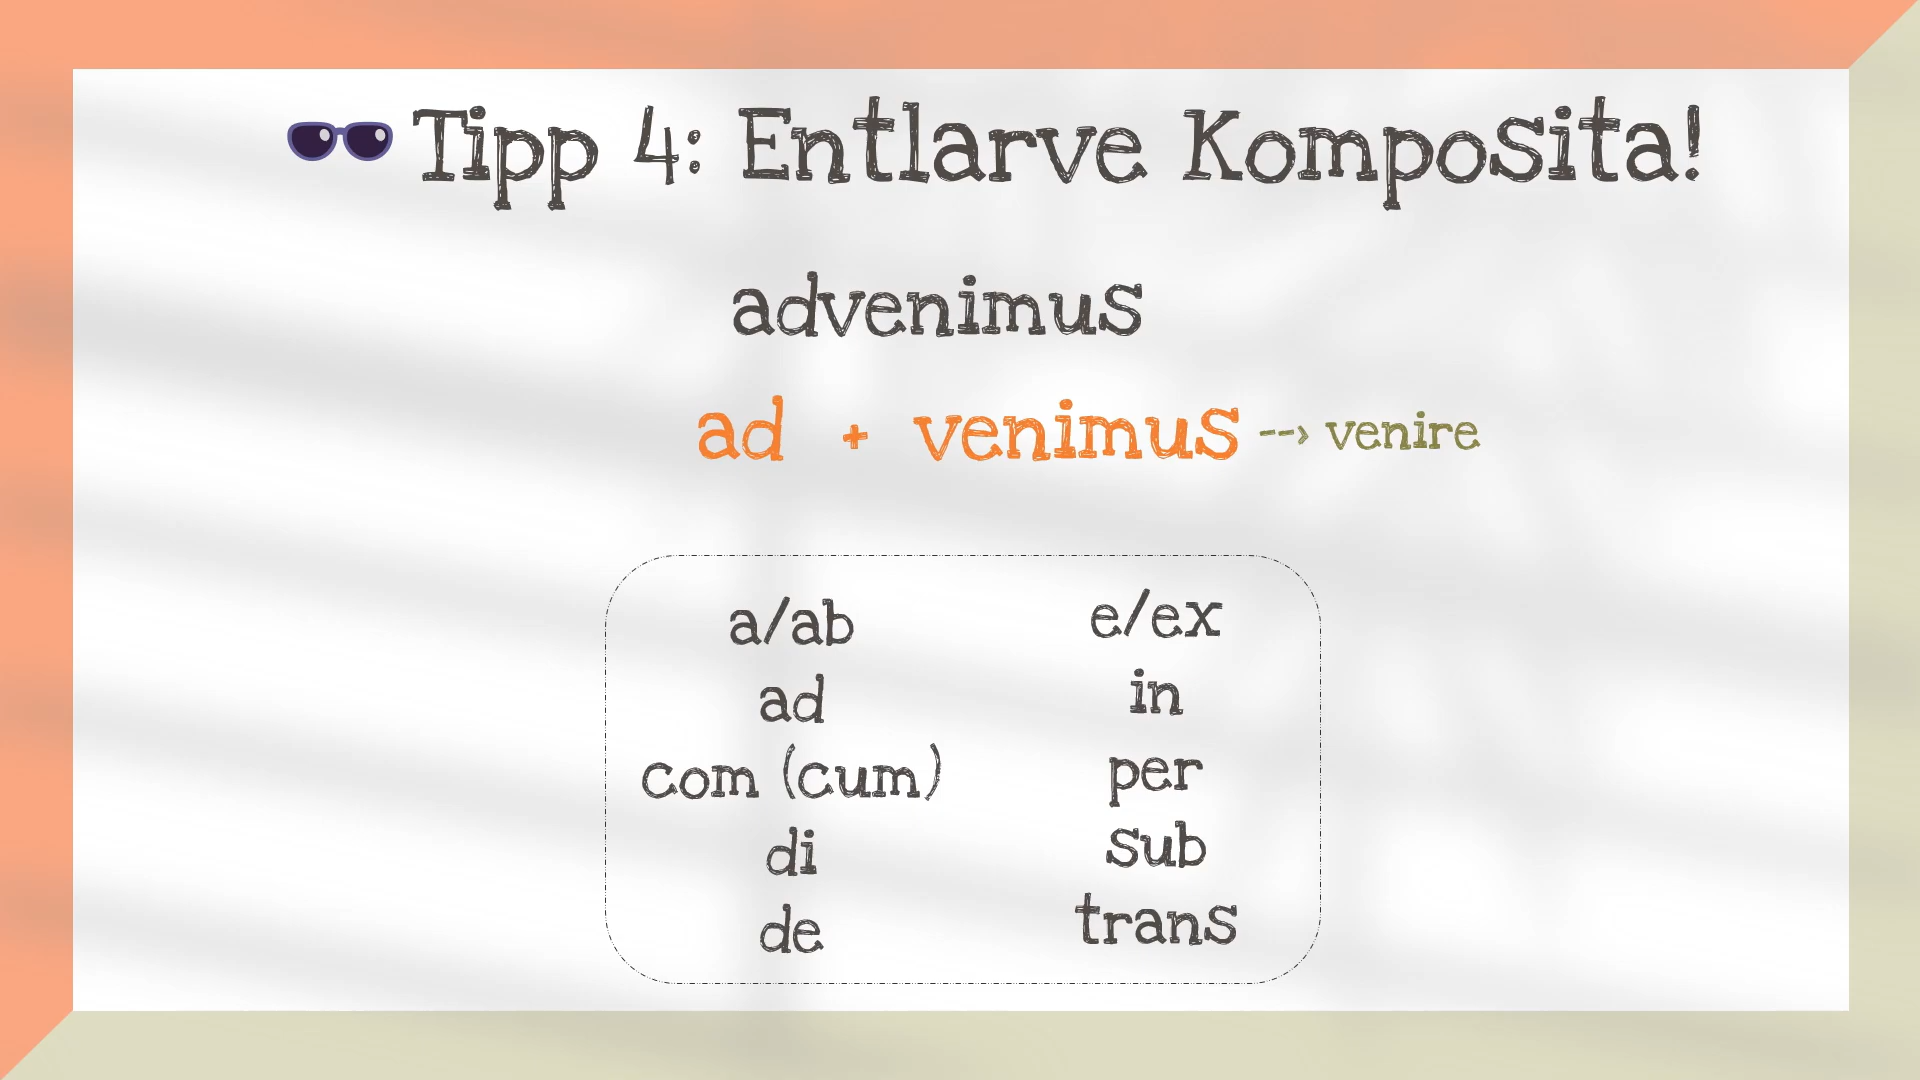 Tipp 4: Entlarve Komposita!
advenimus
ad + venimus --> venire
a/ab
ad
com (cum)
di
de
e/ex
in
per
sub
trans